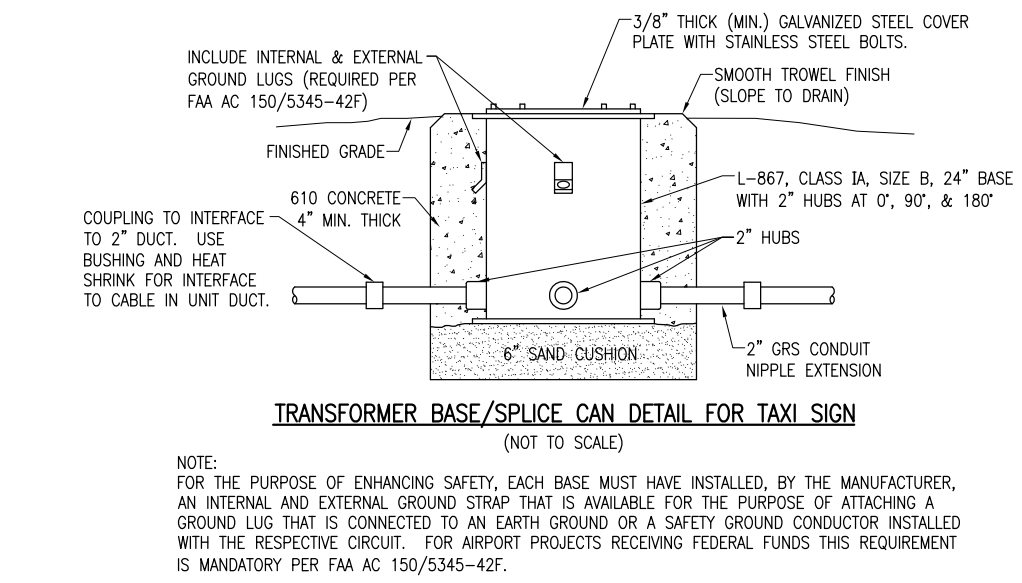 3/8" THICK (MIN.) GALVANIZED STEEL COVER
PLATE WITH STAINLESS STEEL BOLTS.
INCLUDE INTERNAL & EXTERNAL
GROUND LUGS (REQUIRED PER
FAA AC 150/5345-42F)
SMOOTH TROWEL FINISH
(SLOPE TO DRAIN)
FINISHED GRADE
610 CONCRETE
4" MIN. THICK
L-867, CLASS IA, SIZE B, 24" BASE
WITH 2" HUBS AT 0°, 90°, & 180°
COUPLING TO INTERFACE
TO 2" DUCT. USE
BUSHING AND HEAT
SHRINK FOR INTERFACE
TO CABLE IN UNIT DUCT.
2" HUBS
6" SAND CUSHION
2" GRS CONDUIT
NIPPLE EXTENSION
TRANSFORMER BASE/SPLICE CAN DETAIL FOR TAXI SIGN
(NOT TO SCALE)
NOTE:
FOR THE PURPOSE OF ENHANCING SAFETY, EACH BASE MUST HAVE INSTALLED, BY THE MANUFACTURER,
AN INTERNAL AND EXTERNAL GROUND STRAP THAT IS AVAILABLE FOR THE PURPOSE OF ATTACHING A
GROUND LUG THAT IS CONNECTED TO AN EARTH GROUND OR A SAFETY GROUND CONDUCTOR INSTALLED
WITH THE RESPECTIVE CIRCUIT. FOR AIRPORT PROJECTS RECEIVING FEDERAL FUNDS THIS REQUIREMENT
IS MANDATORY PER FAA AC 150/5345-42F.